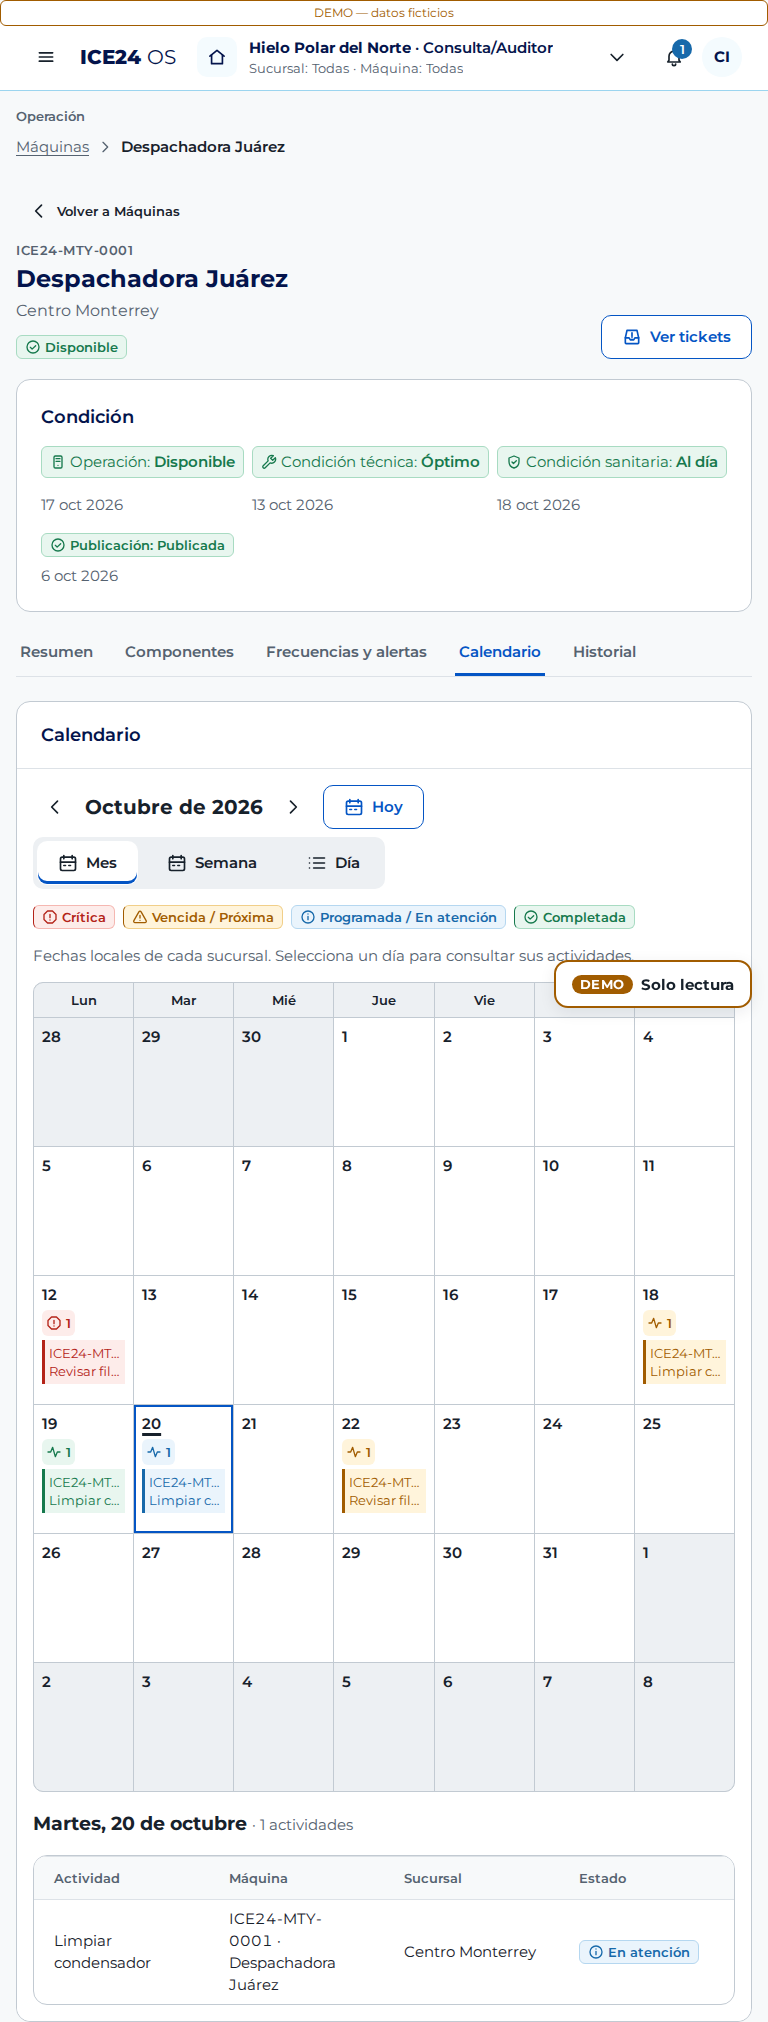 DEMO — datos ficticios
ICE24 OS
Hielo Polar del Norte · Consulta/Auditor
Sucursal: Todas · Máquina: Todas
1
CI
Operación
Máquinas > Despachadora Juárez
Volver a Máquinas
ICE24-MTY-0001
Despachadora Juárez
Centro Monterrey
Disponible
Ver tickets
Condición
Operación: Disponible
Condición técnica: Óptimo
Condición sanitaria: Al día
17 oct 2026
13 oct 2026
18 oct 2026
Publicación: Publicada
6 oct 2026
Resumen
Componentes
Frecuencias y alertas
Calendario
Historial
Calendario
Octubre de 2026
Hoy
Mes
Semana
Día
Crítica
Vencida / Próxima
Programada / En atención
Completada
Fechas locales de cada sucursal. Selecciona un día para consultar sus actividades.
DEMO Solo lectura
Lun Mar Mié Jue Vie
28 29 30 1 2 3 4
5 6 7 8 9 10 11
12 13 14 15 16 17 18
1 1
ICE24-MT... ICE24-MT...
Revisar fil... Limpiar c...
19 20 21 22 23 24 25
1 1 1
ICE24-MT... ICE24-MT... ICE24-MT...
Limpiar c... Limpiar c... Revisar fil...
26 27 28 29 30 31 1
2 3 4 5 6 7 8
Martes, 20 de octubre · 1 actividades
Actividad Máquina Sucursal Estado
Limpiar
condensador
ICE24-MTY-
0001 ·
Despachadora
Juárez
Centro Monterrey
En atención